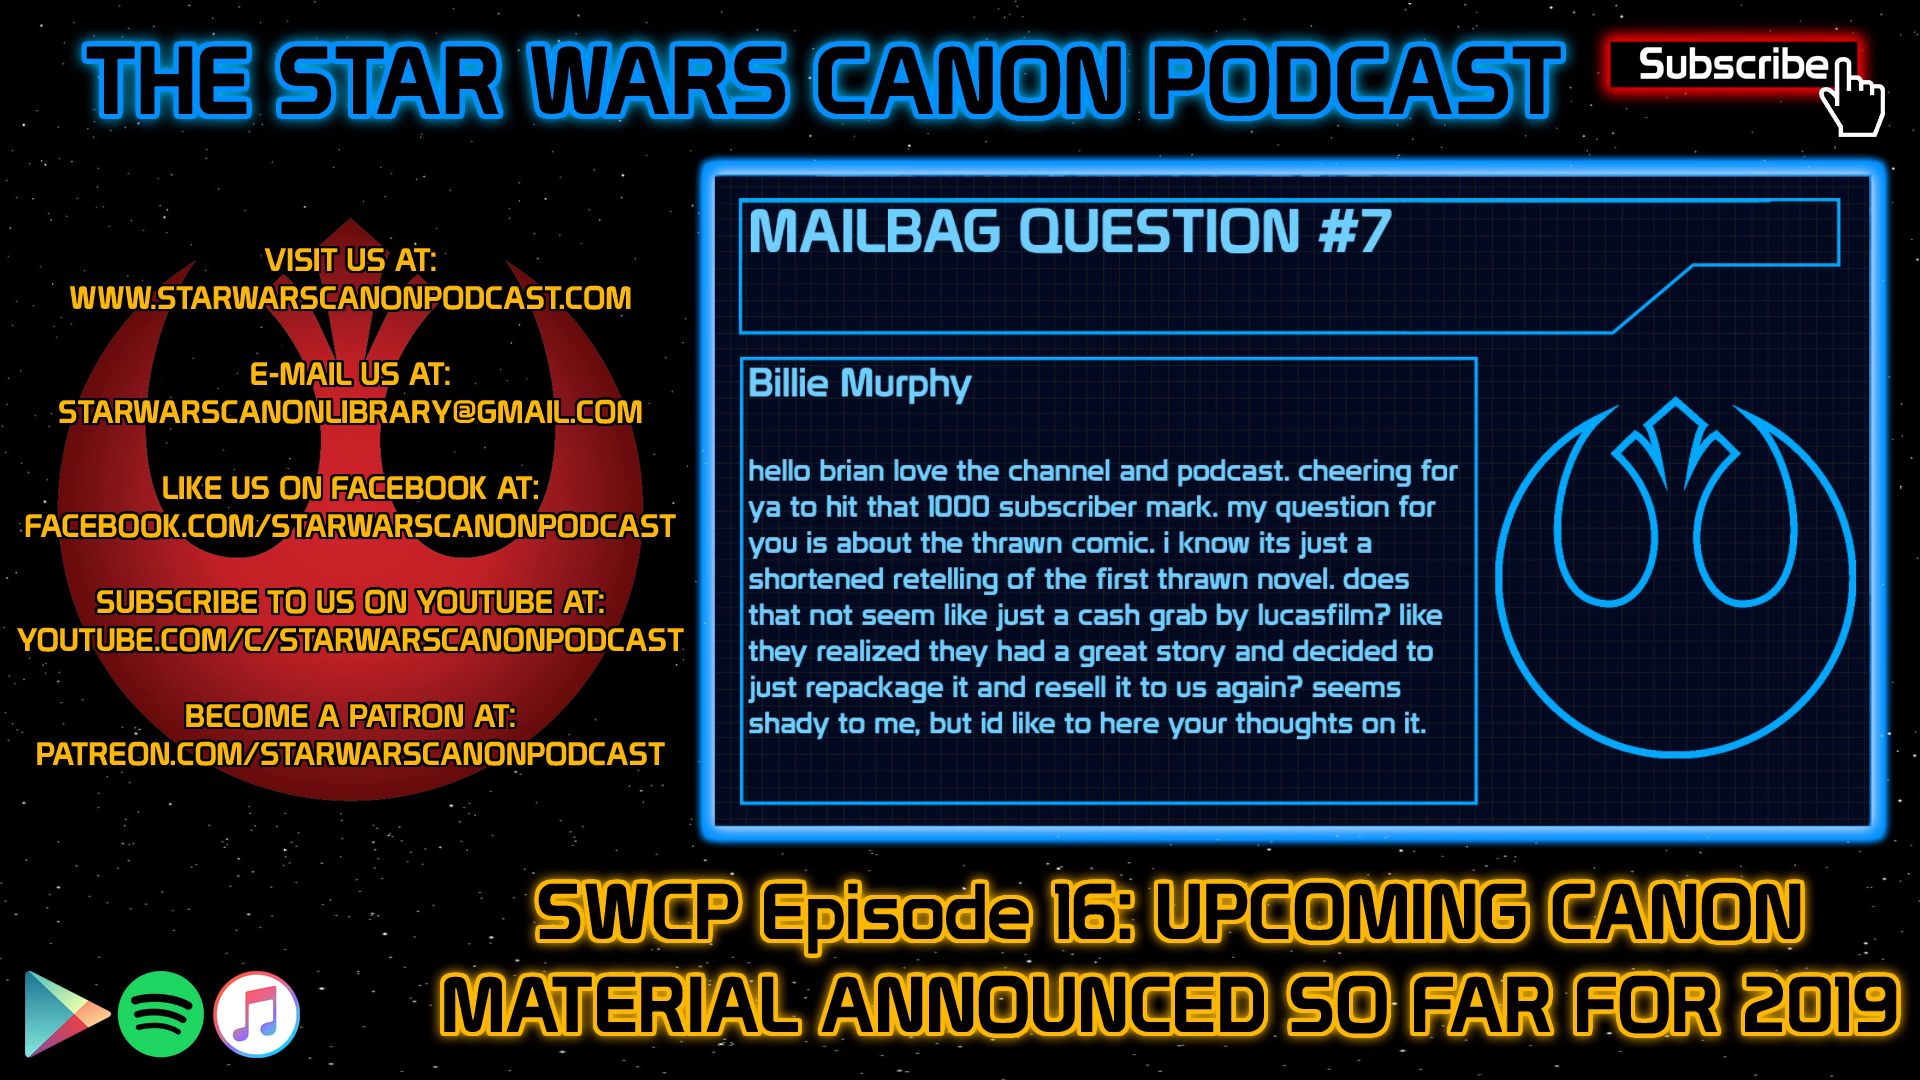 THE STAR WARS CANON PODCAST
Subscribe
VISIT US AT:
WWW.STARWARSCANONPODCAST.COM
E-MAIL US AT:
STARWARSCANONLIBRARY@GMAIL.COM
LIKE US ON FACEBOOK AT:
FACEBOOK.COM/STARWARSCANONPODCAST
SUBSCRIBE TO US ON YOUTUBE AT:
YOUTUBE.COM/C/STARWARSCANONPODCAST
BECOME A PATRON AT:
PATREON.COM/STARWARSCANONPODCAST
MAILBAG QUESTION #7
Billie Murphy
hello brian love the channel and podcast. cheering for
ya to hit that 1000 subscriber mark. my question for
you is about the thrawn comic. i know its just a
shortened retelling of the first thrawn novel. does
that not seem like just a cash grab by lucasfilm? like
they realized they had a great story and decided to
just repackage it and resell it to us again? seems
shady to me, but id like to here your thoughts on it.
SWCP Episode 16: UPCOMING CANON
MATERIAL ANNOUNCED SO FAR FOR 2019